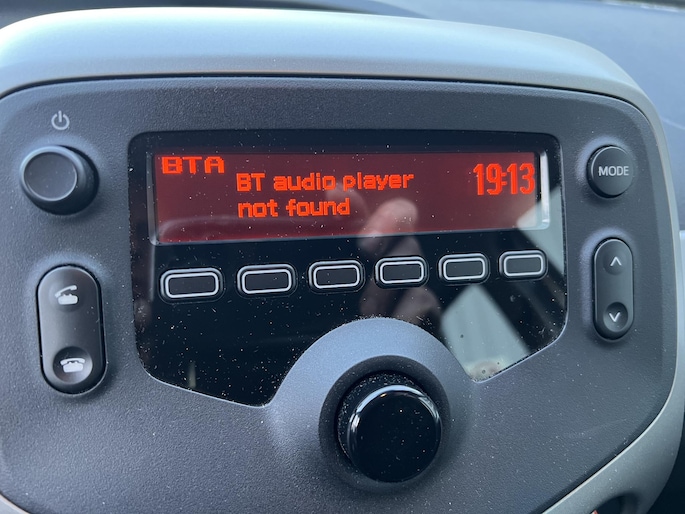 BTA
BT audio player
not found
19:13
MODE